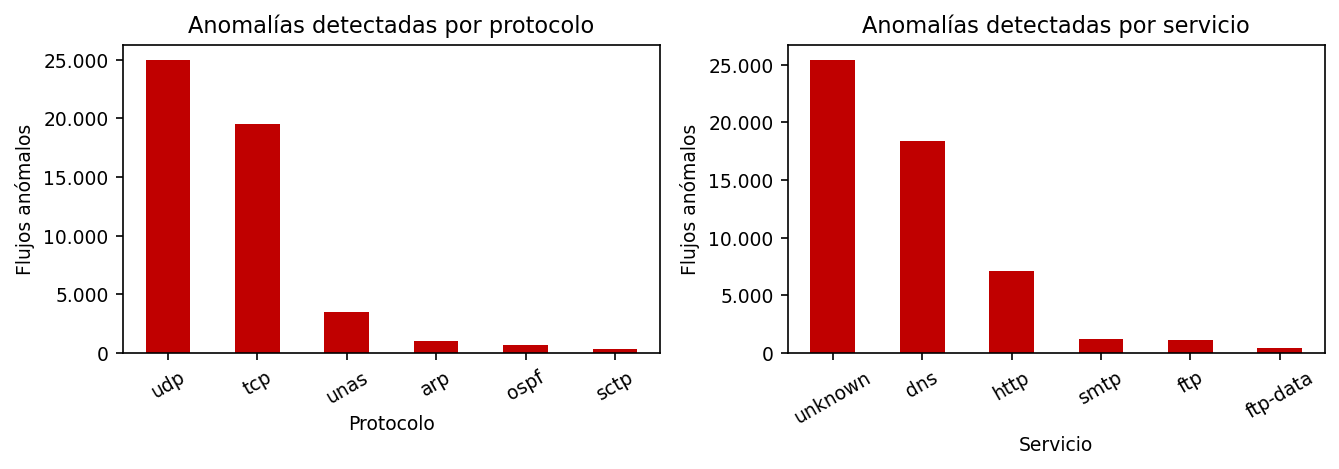 Anomalías detectadas por protocolo
Flujos anómalos
25.000
20.000
15.000
10.000
5.000
0
udp
tcp
unas
arp
ospf
sctp
Protocolo
Anomalías detectadas por servicio
Flujos anómalos
25.000
20.000
15.000
10.000
5.000
0
unknown
dns
http
smtp
ftp
ftp-data
Servicio